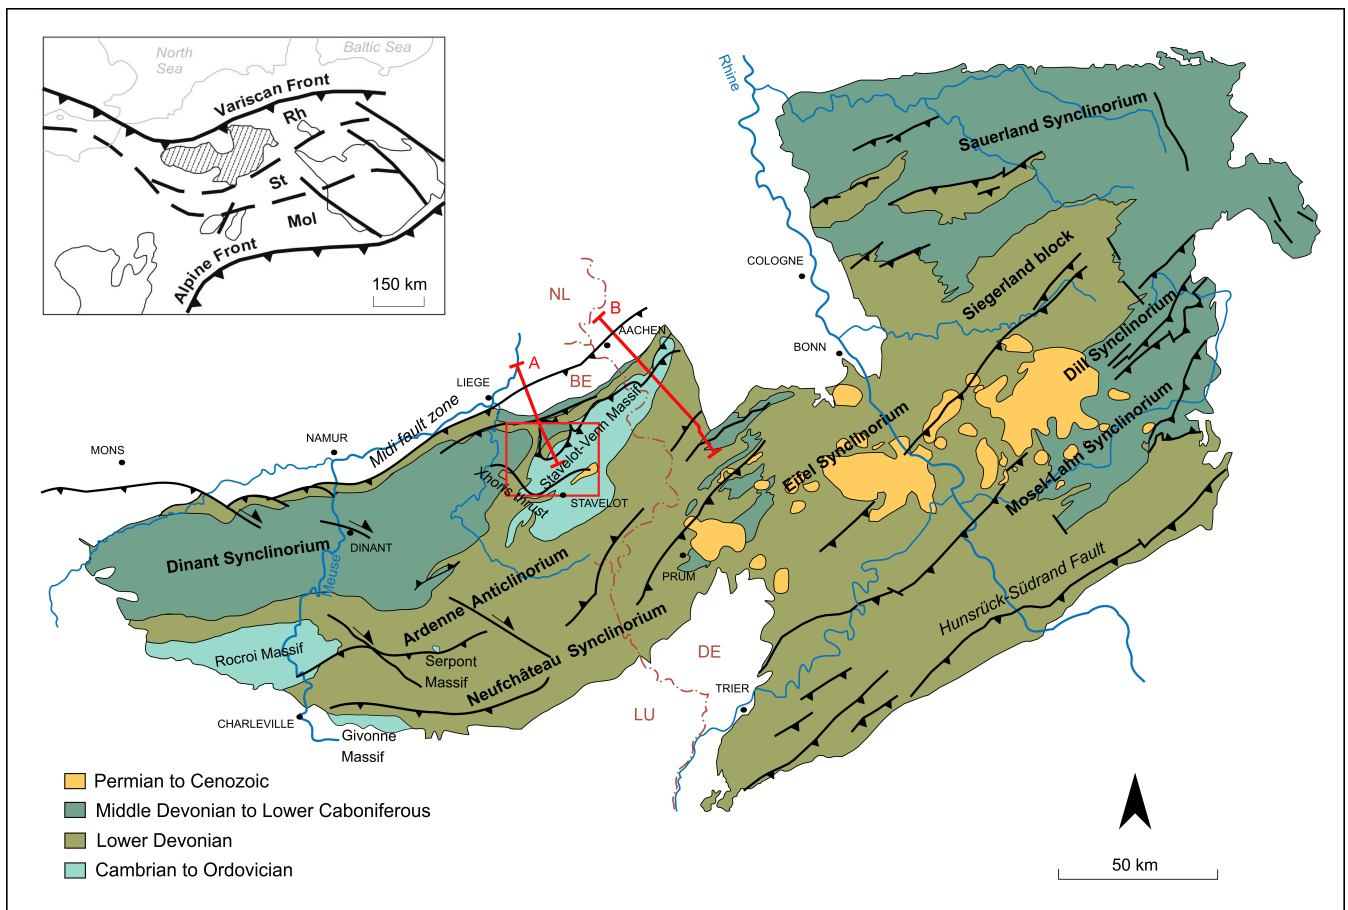 North
Sea
Baltic Sea
Variscan Front
Rh
St
Mol
Alpine Front
150 km
Rhine
Sauerland Synclinorium
COLOGNE
Siegerland block
NL
B
AACHEN
BONN
Dill Synclinorium
A
LIEGE
BE
Midi fault zone
NAMUR
MONS
Stavelot-Venn Massif
Eifel Synclinorium
Mosel-Lahn Synclinorium
Xhoris thrust
STAVELOT
Dinant Synclinorium
DINANT
Meuse
PRUM
Hunsrück-Südrand Fault
Ardenne Anticlinorium
Rocroi Massif
Serpont
Massif
Neufchâteau Synclinorium
DE
TRIER
LU
CHARLEVILLE
Givonne
Massif
Permian to Cenozoic
Middle Devonian to Lower Caboniferous
Lower Devonian
Cambrian to Ordovician
50 km